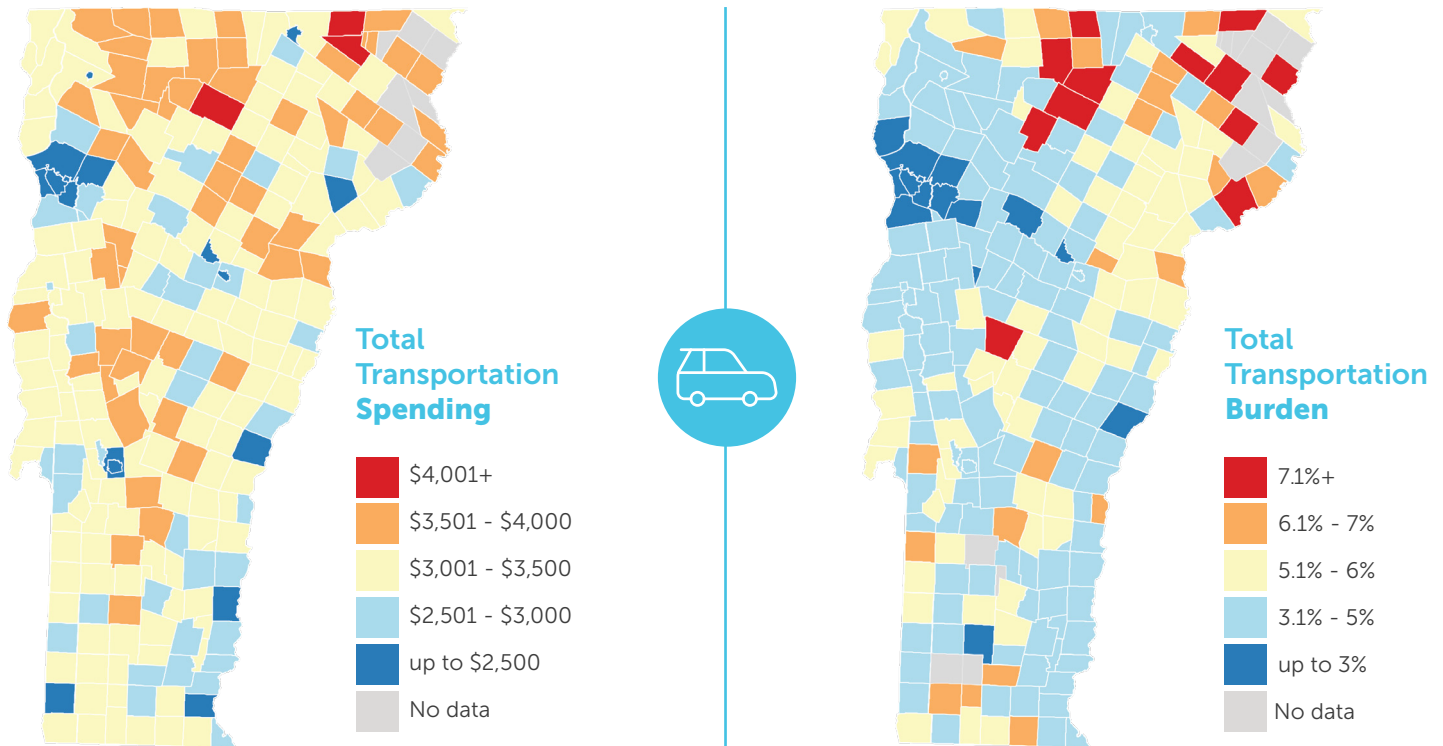 Total
Transportation
Spending
$4,001+
$3,501 - $4,000
$3,001 - $3,500
$2,501 - $3,000
up to $2,500
No data
Total
Transportation
Burden
7.1%+
6.1% - 7%
5.1% - 6%
3.1% - 5%
up to 3%
No data